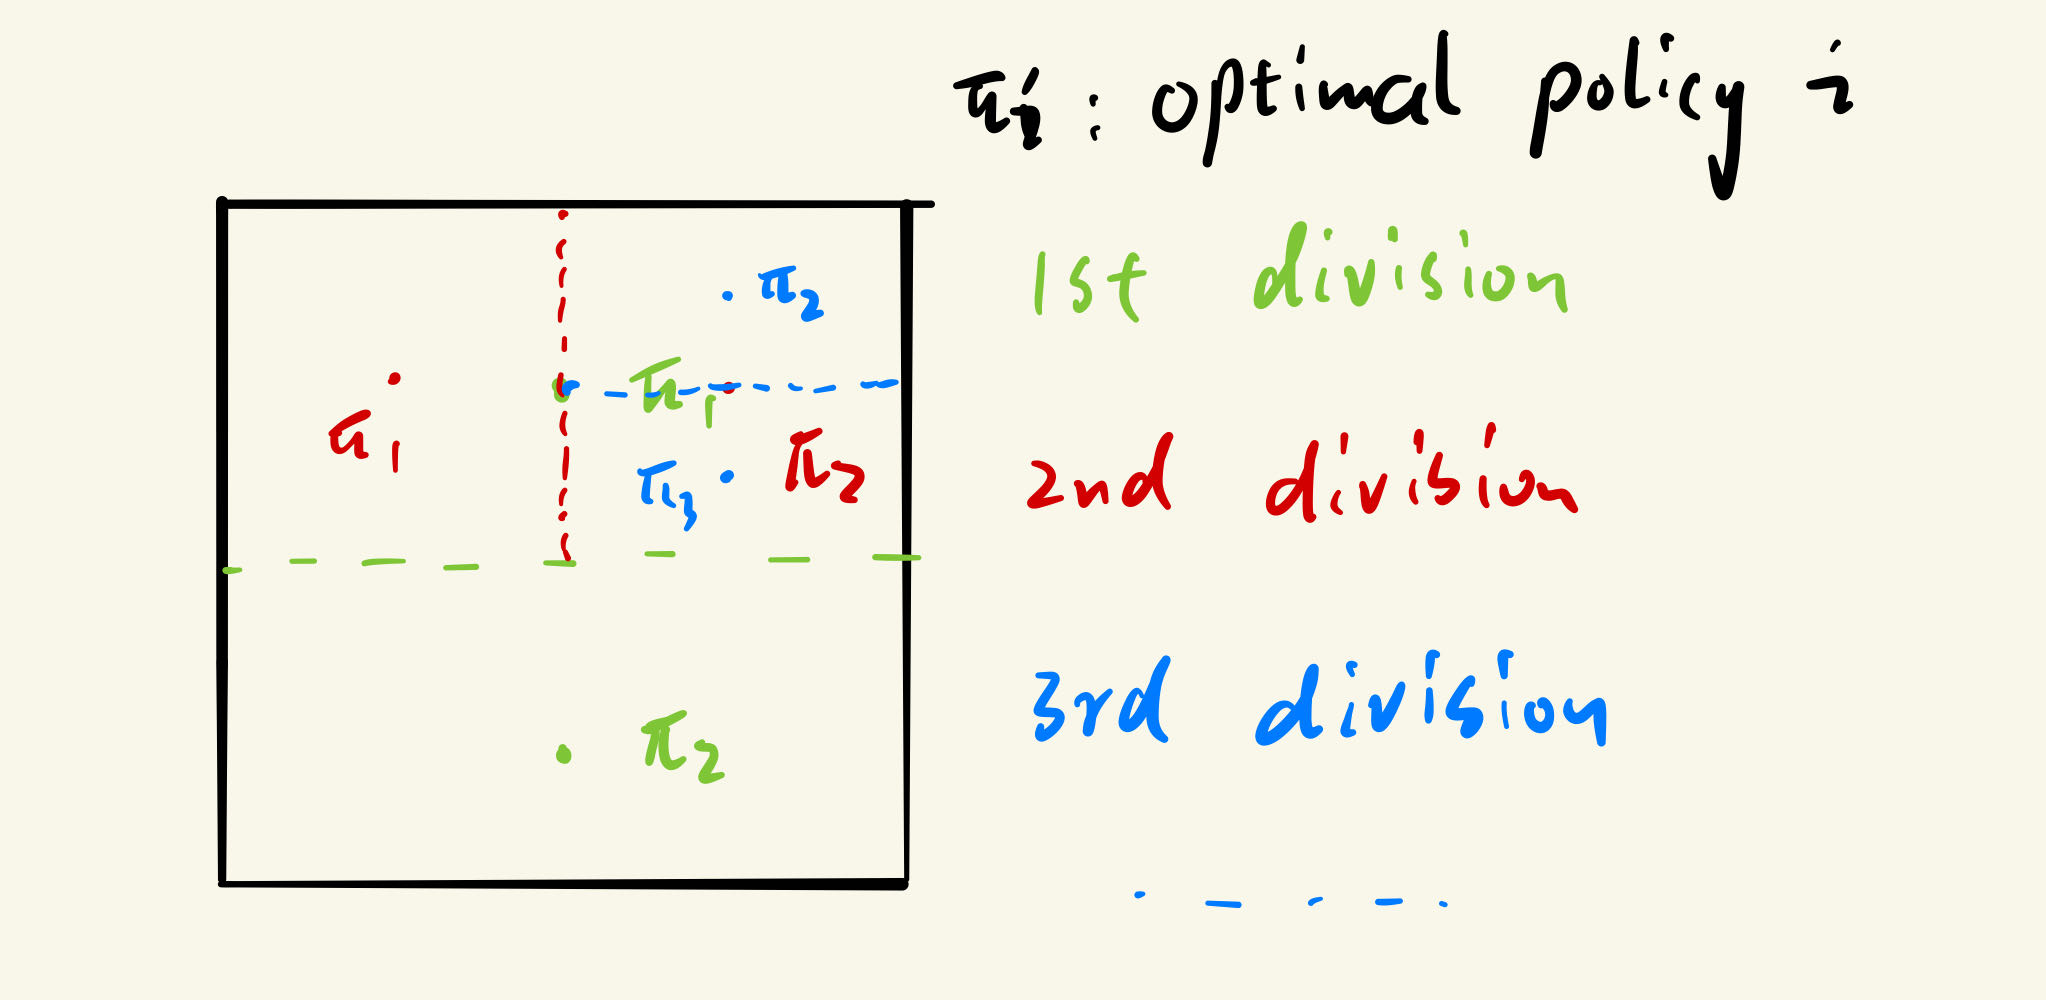 πi : optimal policy i
1st division
π2
π1
π1
π2
2nd division
π3
π2
3rd division